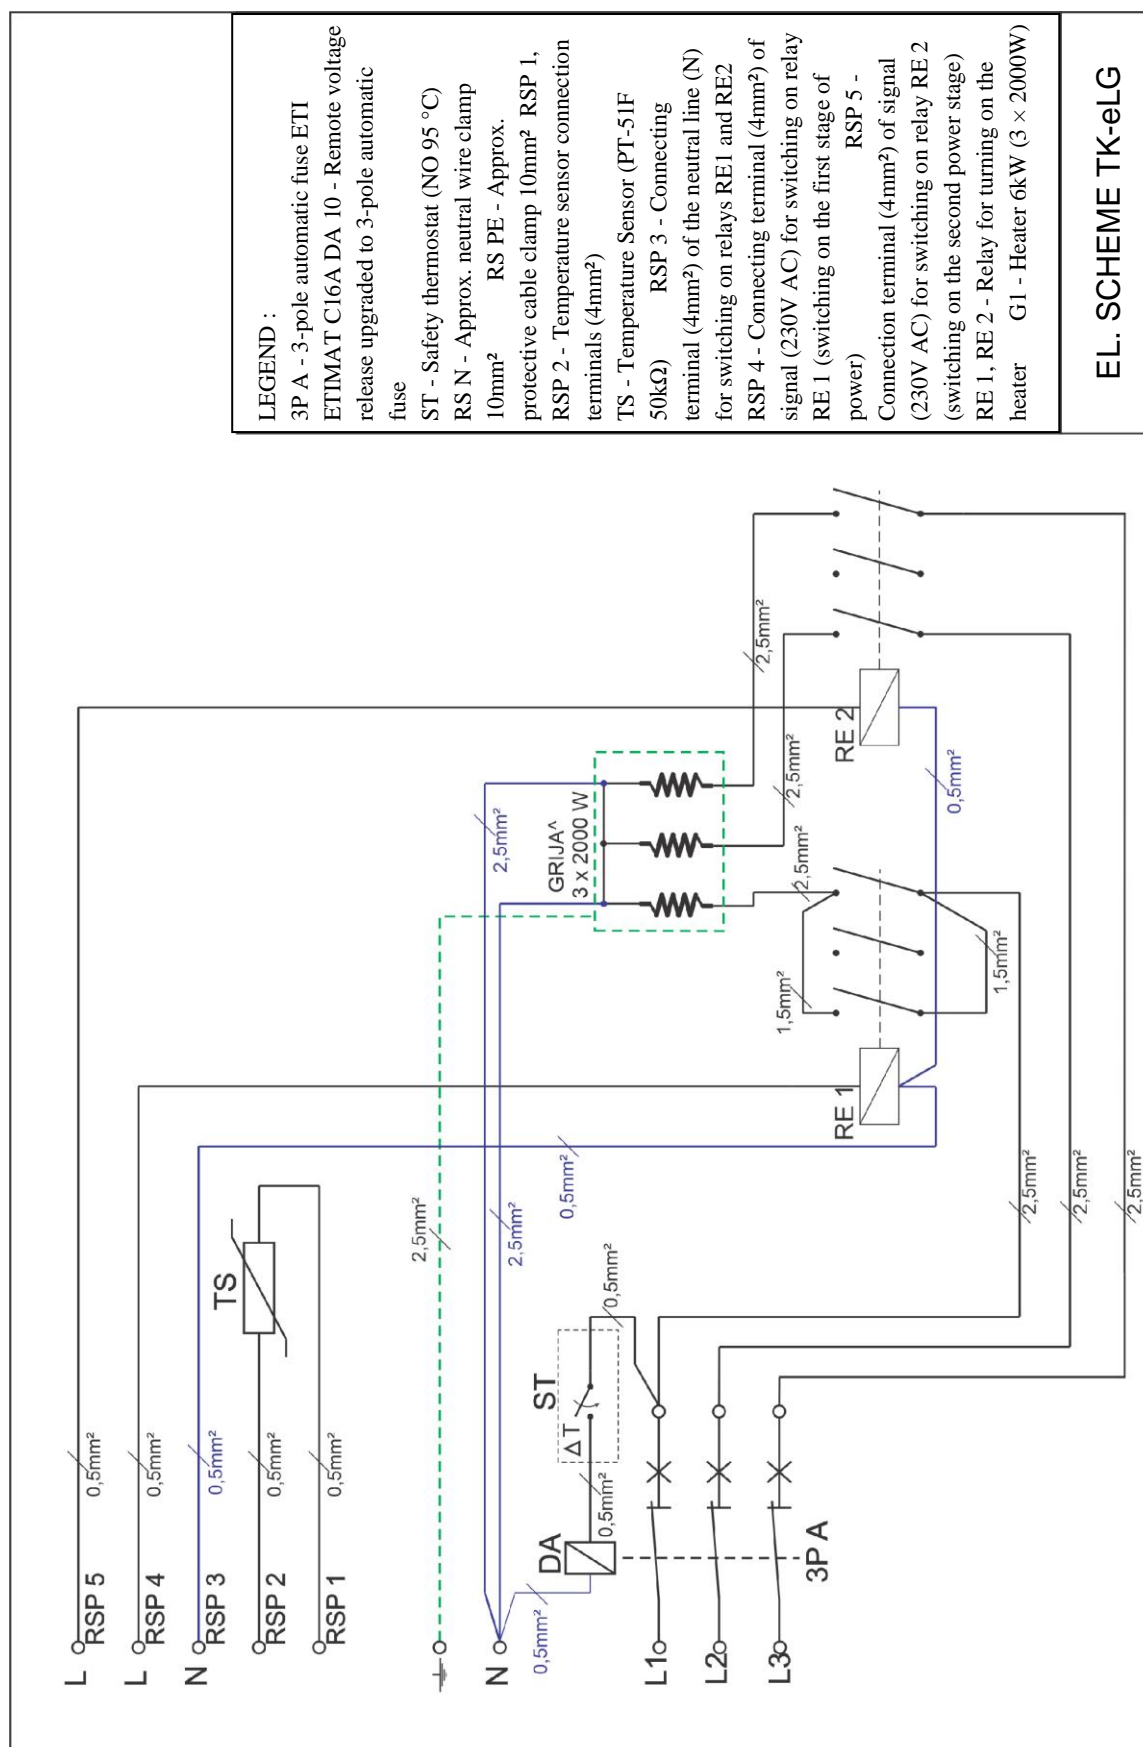 LEGEND :
3P A - 3-pole automatic fuse ETI
ETIMAT C16A DA 10 - Remote voltage
release upgraded to 3-pole automatic
fuse
ST - Safety thermostat (NO 95 °C)
RS N - Approx. neutral wire clamp
10mm² RS PE - Approx.
protective cable clamp 10mm² RSP 1,
RSP 2 - Temperature sensor connection
terminals (4mm²)
TS - Temperature Sensor (PT-51F
50kΩ) RSP 3 - Connecting
terminal (4mm²) of the neutral line (N)
for switching on relays RE1 and RE2
RSP 4 - Connecting terminal (4mm²) of
signal (230V AC) for switching on relay
RE 1 (switching on the first stage of
power) RSP 5 -
Connection terminal (4mm²) of signal
(230V AC) for switching on relay RE 2
(switching on the second power stage)
RE 1, RE 2 - Relay for turning on the
heater G1 - Heater 6kW (3 × 2000W)
EL. SCHEME TK-eLG
L RSP 5 0,5mm²
L RSP 4 0,5mm²
N RSP 3 0,5mm²
RSP 2 0,5mm²
RSP 1 0,5mm²
TS
2,5mm²
2,5mm²
2,5mm²
0,5mm²
GRIJA^
3 x 2000 W
N
0,5mm²
DA
0,5mm²
ST
ΔT
0,5mm²
L1
L2
L3
3P A
RE 1
RE 2
1,5mm²
2,5mm²
2,5mm²
2,5mm²
0,5mm²
1,5mm²
2,5mm²
2,5mm²
2,5mm²